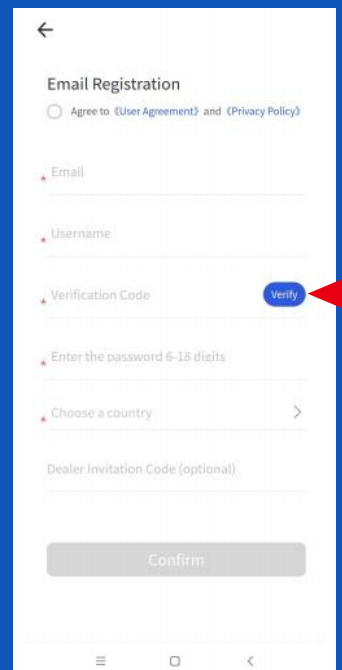 Email Registration
Agree to 《User Agreement》 and 《Privacy Policy》
* Email
* Username
* Verification Code Verify
* Enter the password 6-18 digits
* Choose a country
Dealer Invitation Code (optional)
Confirm